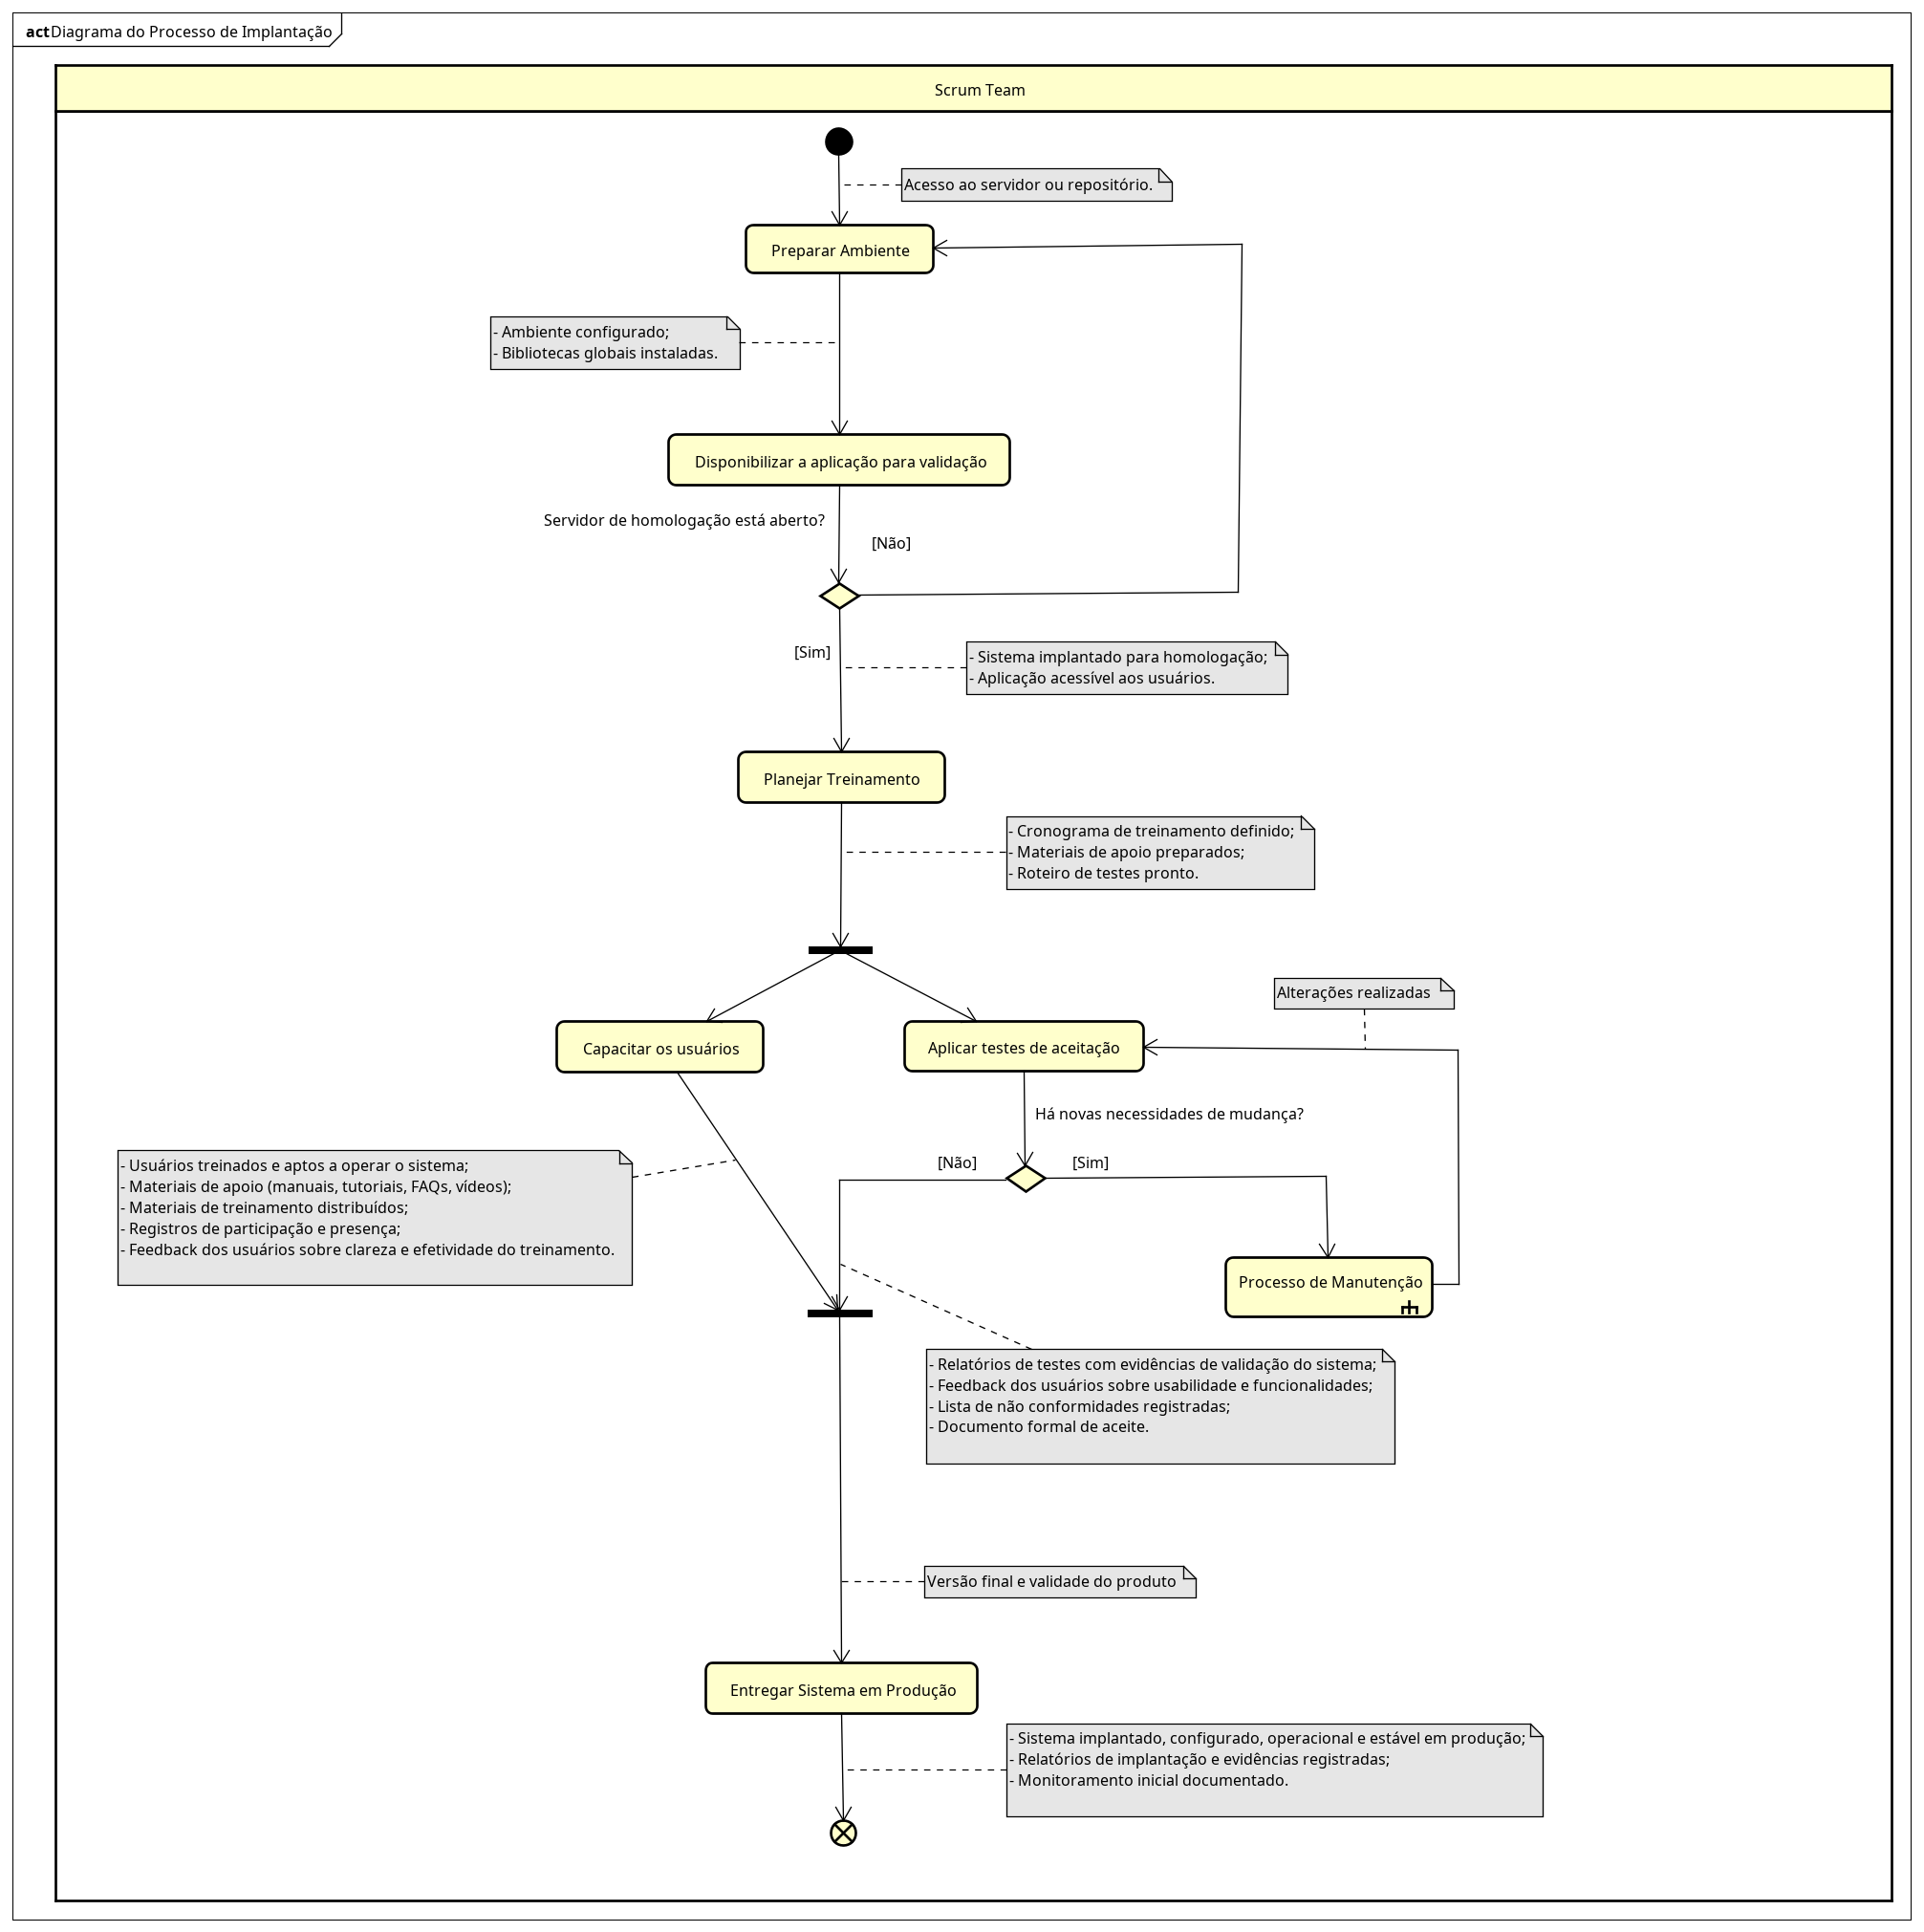 act Diagrama do Processo de Implantação
Scrum Team
Acesso ao servidor ou repositório.
Preparar Ambiente
- Ambiente configurado;
- Bibliotecas globais instaladas.
Disponibilizar a aplicação para validação
Servidor de homologação está aberto?
[Não]
[Sim]
- Sistema implantado para homologação;
- Aplicação acessível aos usuários.
Planejar Treinamento
- Cronograma de treinamento definido;
- Materiais de apoio preparados;
- Roteiro de testes pronto.
Alterações realizadas
Capacitar os usuários
Aplicar testes de aceitação
Há novas necessidades de mudança?
[Não]
[Sim]
- Usuários treinados e aptos a operar o sistema;
- Materiais de apoio (manuais, tutoriais, FAQs, vídeos);
- Materiais de treinamento distribuídos;
- Registros de participação e presença;
- Feedback dos usuários sobre clareza e efetividade do treinamento.
Processo de Manutenção
- Relatórios de testes com evidências de validação do sistema;
- Feedback dos usuários sobre usabilidade e funcionalidades;
- Lista de não conformidades registradas;
- Documento formal de aceite.
Versão final e validade do produto
Entregar Sistema em Produção
- Sistema implantado, configurado, operacional e estável em produção;
- Relatórios de implantação e evidências registradas;
- Monitoramento inicial documentado.